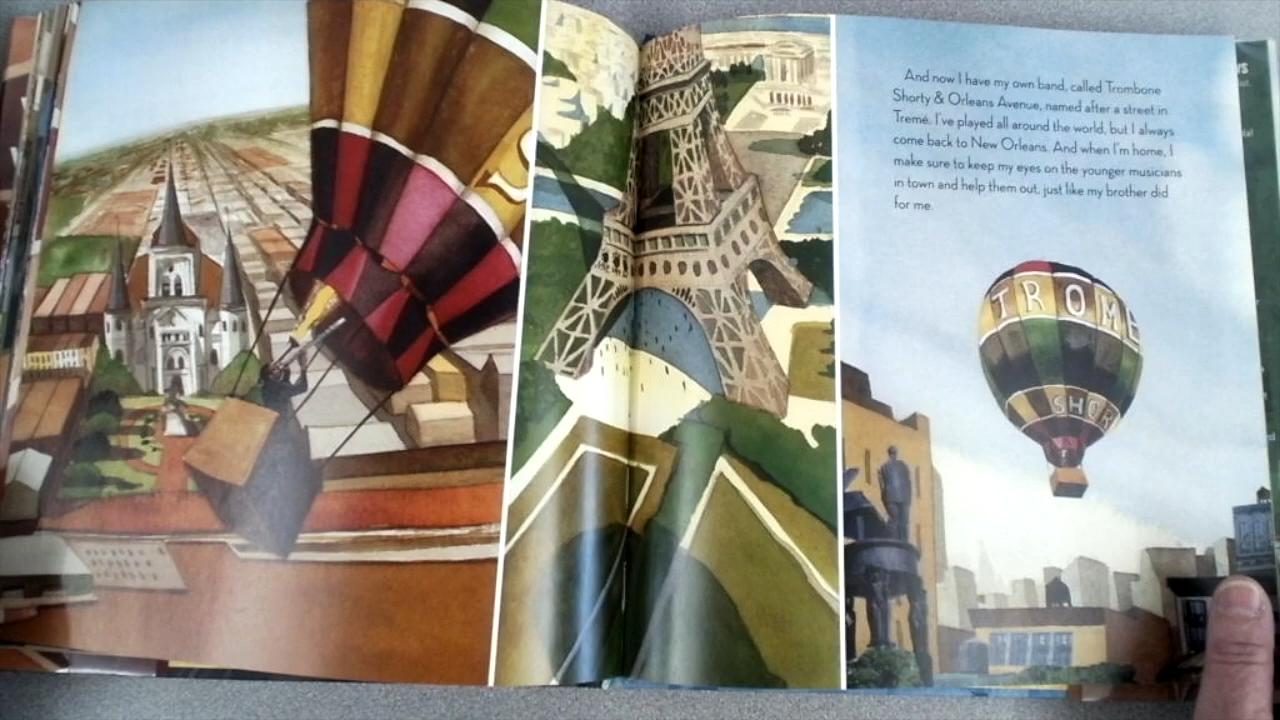 And now I have my own band, called Trombone
Shorty & Orleans Avenue, named after a street in
Tremé. I've played all around the world, but I always
come back to New Orleans. And when I'm home, I
make sure to keep my eyes on the younger musicians
in town and help them out, just like my brother did
for me.
TROMB
SHOR